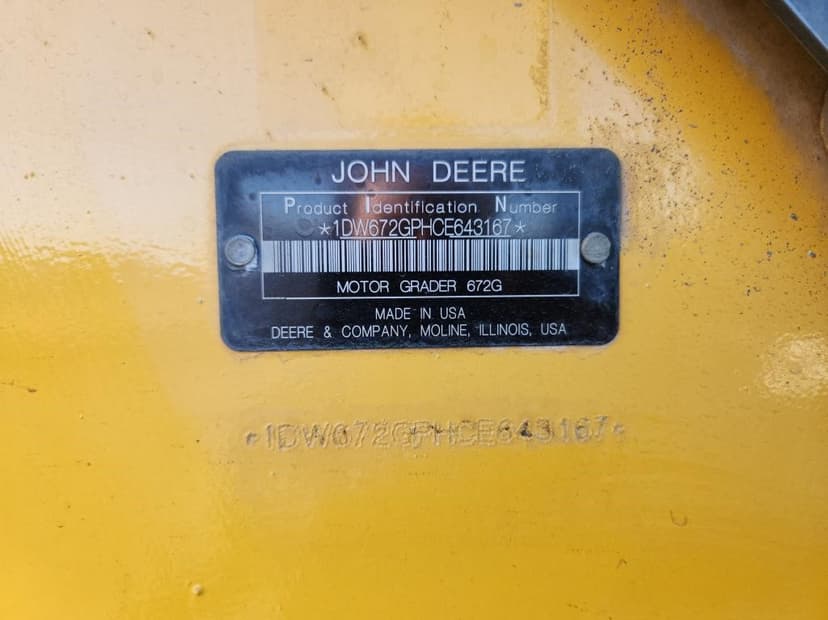 JOHN DEERE
Product Identification Number
*1DW672GPHCE643167*
MOTOR GRADER 672G
MADE IN USA
DEERE & COMPANY, MOLINE, ILLINOIS, USA
*1DW672GPHCE643167*